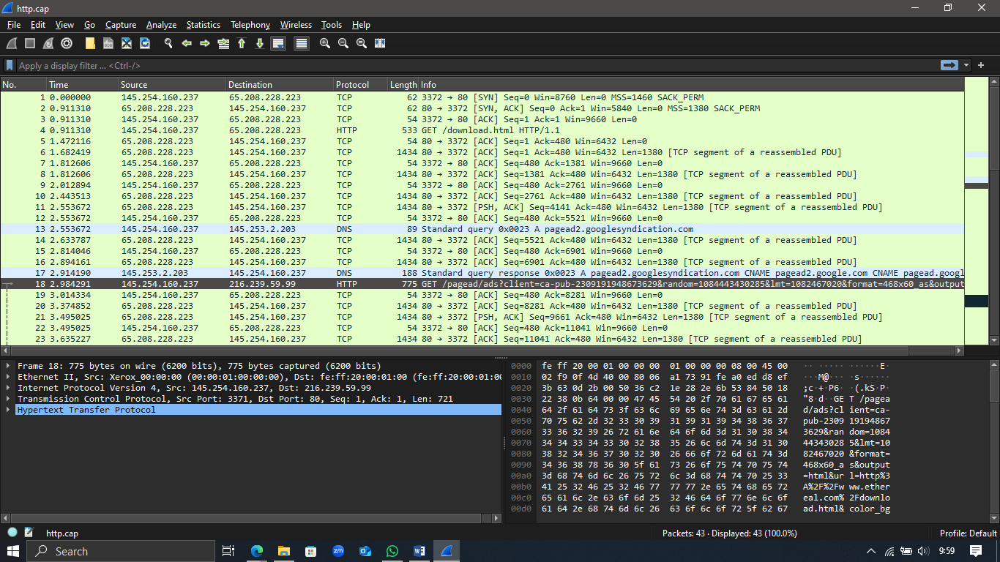 http.cap
File Edit View Go Capture Analyze Statistics Telephony Wireless Tools Help
Apply a display filter ... <Ctrl-/>
No. Time Source Destination Protocol Length Info
1 0.000000 145.254.160.237 65.208.228.223 TCP 62 3372 → 80 [SYN] Seq=0 Win=8760 Len=0 MSS=1460 SACK_PERM
2 0.911310 65.208.228.223 145.254.160.237 TCP 62 80 → 3372 [SYN, ACK] Seq=0 Ack=1 Win=5840 Len=0 MSS=1380 SACK_PERM
3 0.911310 145.254.160.237 65.208.228.223 TCP 54 3372 → 80 [ACK] Seq=1 Ack=1 Win=9660 Len=0
4 0.911310 145.254.160.237 65.208.228.223 HTTP 533 GET /download.html HTTP/1.1
5 1.472116 65.208.228.223 145.254.160.237 TCP 54 80 → 3372 [ACK] Seq=1 Ack=480 Win=6432 Len=0
6 1.682419 65.208.228.223 145.254.160.237 TCP 1434 80 → 3372 [ACK] Seq=1 Ack=480 Win=6432 Len=1380 [TCP segment of a reassembled PDU]
7 1.812606 145.254.160.237 65.208.228.223 TCP 54 3372 → 80 [ACK] Seq=480 Ack=1381 Win=9660 Len=0
8 1.812606 65.208.228.223 145.254.160.237 TCP 1434 80 → 3372 [ACK] Seq=1381 Ack=480 Win=6432 Len=1380 [TCP segment of a reassembled PDU]
9 2.012894 145.254.160.237 65.208.228.223 TCP 54 3372 → 80 [ACK] Seq=480 Ack=2761 Win=9660 Len=0
10 2.443513 65.208.228.223 145.254.160.237 TCP 1434 80 → 3372 [ACK] Seq=2761 Ack=480 Win=6432 Len=1380 [TCP segment of a reassembled PDU]
11 2.553672 65.208.228.223 145.254.160.237 TCP 1434 80 → 3372 [PSH, ACK] Seq=4141 Ack=480 Win=6432 Len=1380 [TCP segment of a reassembled PDU]
12 2.553672 145.254.160.237 65.208.228.223 TCP 54 3372 → 80 [ACK] Seq=480 Ack=5521 Win=9660 Len=0
13 2.553672 145.254.160.237 145.253.2.203 DNS 89 Standard query 0x0023 A pagead2.googlesyndication.com
14 2.633787 65.208.228.223 145.254.160.237 TCP 1434 80 → 3372 [ACK] Seq=5521 Ack=480 Win=6432 Len=1380 [TCP segment of a reassembled PDU]
15 2.814046 145.254.160.237 65.208.228.223 TCP 54 3372 → 80 [ACK] Seq=480 Ack=6901 Win=9660 Len=0
16 2.894161 65.208.228.223 145.254.160.237 TCP 1434 80 → 3372 [ACK] Seq=6901 Ack=480 Win=6432 Len=1380 [TCP segment of a reassembled PDU]
17 2.914190 145.253.2.203 145.254.160.237 DNS 188 Standard query response 0x0023 A pagead2.googlesyndication.com CNAME pagead2.google.com CNAME pagead.googl
18 2.984291 145.254.160.237 216.239.59.99 HTTP 775 GET /pagead/ads?client=ca-pub-2309191948673629&random=1084443430285&lmt=1082467020&format=468x60_as&output
19 3.014334 145.254.160.237 65.208.228.223 TCP 54 3372 → 80 [ACK] Seq=480 Ack=8281 Win=9660 Len=0
20 3.374852 65.208.228.223 145.254.160.237 TCP 1434 80 → 3372 [ACK] Seq=8281 Ack=480 Win=6432 Len=1380 [TCP segment of a reassembled PDU]
21 3.495025 65.208.228.223 145.254.160.237 TCP 1434 80 → 3372 [PSH, ACK] Seq=9661 Ack=480 Win=6432 Len=1380 [TCP segment of a reassembled PDU]
22 3.495025 145.254.160.237 65.208.228.223 TCP 54 3372 → 80 [ACK] Seq=480 Ack=11041 Win=9660 Len=0
23 3.635227 65.208.228.223 145.254.160.237 TCP 1434 80 → 3372 [ACK] Seq=11041 Ack=480 Win=6432 Len=1380 [TCP segment of a reassembled PDU]
Frame 18: 775 bytes on wire (6200 bits), 775 bytes captured (6200 bits)
Ethernet II, Src: Xerox_00:00:00 (00:00:01:00:00:00), Dst: fe:ff:20:00:01:00 (fe:ff:20:00:01:00
Internet Protocol Version 4, Src: 145.254.160.237, Dst: 216.239.59.99
Transmission Control Protocol, Src Port: 3371, Dst Port: 80, Seq: 1, Ack: 1, Len: 721
Hypertext Transfer Protocol
0000 fe ff 20 00 01 00 00 00 01 00 00 00 08 00 45 00 ·· ····· ······E·
0010 02 f9 0f 4d 40 00 80 06 a1 73 91 fe a0 ed d8 ef ···M@··· ·s······
0020 3b 63 0d 2b 00 50 36 c2 1e 28 2e 6b 53 84 50 18 ;c·+·P6· ·(.kS·P·
0030 22 38 0b 64 00 00 47 45 54 20 2f 70 61 67 65 61 "8·d··GE T /pagea
0040 64 2f 61 64 73 3f 63 6c 69 65 6e 74 3d 63 61 2d d/ads?cl ient=ca-
0050 70 75 62 2d 32 33 30 39 31 39 31 39 34 38 36 37 pub-2309 19194867
0060 33 36 32 39 26 72 61 6e 64 6f 6d 3d 31 30 38 34 3629&ran dom=1084
0070 34 34 33 34 33 30 32 38 35 26 6c 6d 74 3d 31 30 44343028 5&lmt=10
0080 38 32 34 36 37 30 32 30 26 66 6f 72 6d 61 74 3d 82467020 &format=
0090 34 36 38 78 36 30 5f 61 73 26 6f 75 74 70 75 74 468x60_a s&output
00a0 3d 68 74 6d 6c 26 75 72 6c 3d 68 74 74 70 25 33 =html&ur l=http%3
00b0 41 25 32 46 25 32 46 77 77 77 2e 65 74 68 65 72 A%2F%2Fw ww.ether
00c0 65 61 6c 2e 63 6f 6d 25 32 46 64 6f 77 6e 6c 6f eal.com% 2Fdownlo
00d0 61 64 2e 68 74 6d 6c 26 63 6f 6c 6f 72 5f 62 67 ad.html& color_bg
http.cap Packets: 43 · Displayed: 43 (100.0%) Profile: Default
Search zm W 9:59